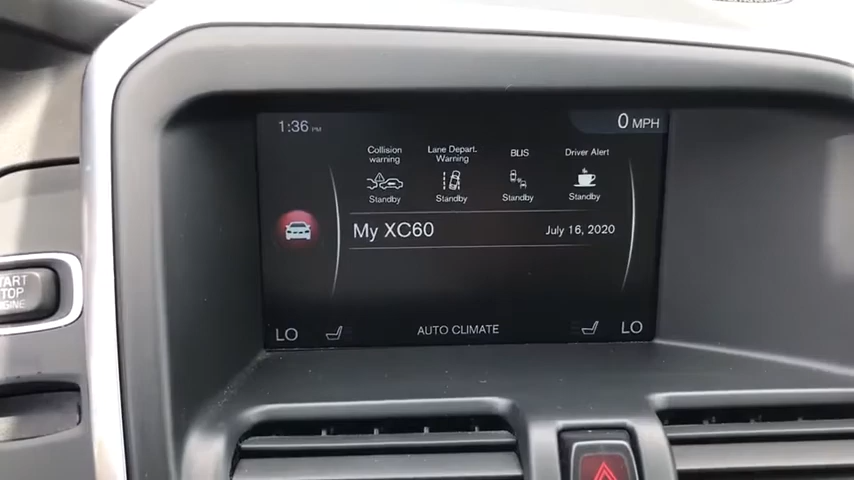 1:36 PM
0 MPH
Collision warning
Lane Depart. Warning
BLIS
Driver Alert
Standby
Standby
Standby
Standby
My XC60
July 16, 2020
LO
AUTO CLIMATE
LO
START
STOP
ENGINE